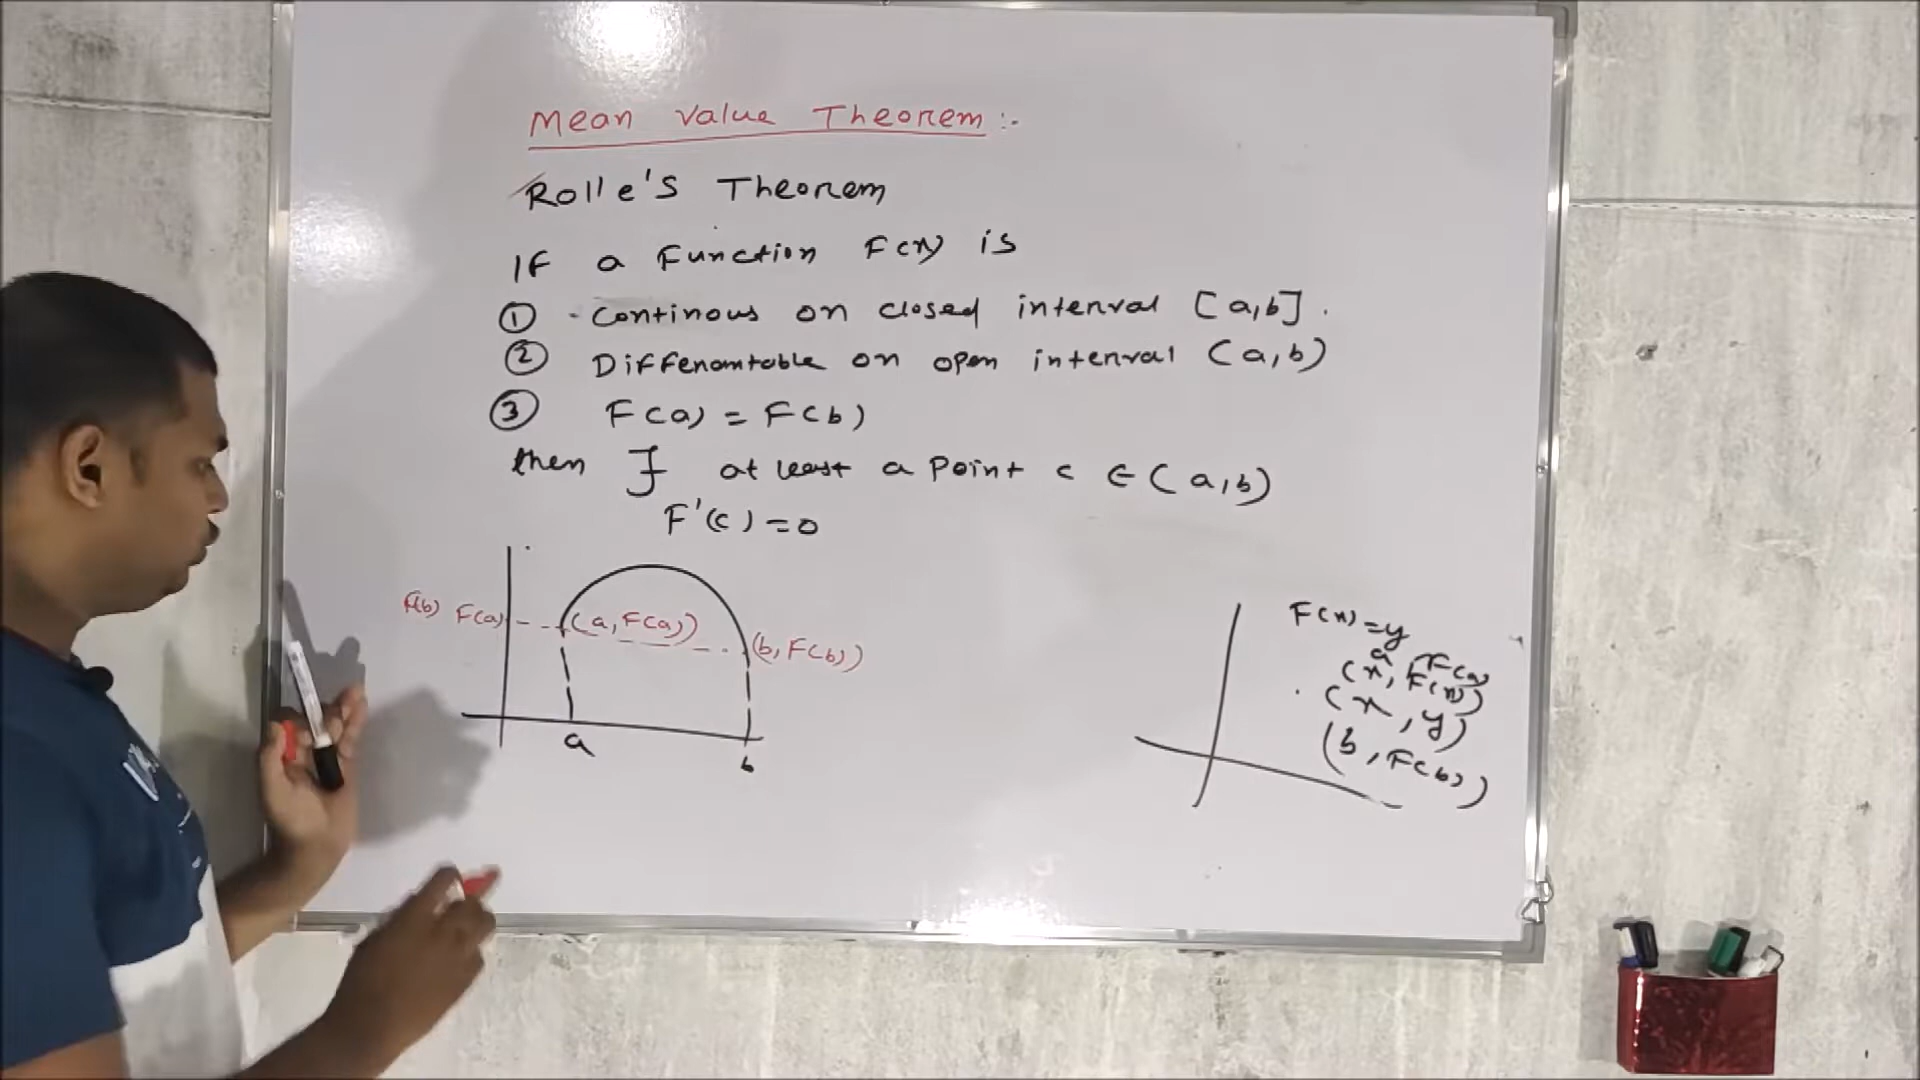 Mean Value Theorem :-
Rolle's Theorem
IF a Function F(x) is
① Continous on closed interval [a,b].
② Differentable on open interval (a,b)
③ F(a) = F(b)
then ∃ at least a Point c ∈ (a,b)
F'(c) = 0
F(b) F(a) (a, F(a)) (b, F(b))
a
b
F(x) = y
a F(a)
(x, F(x))
(x, y)
(b, F(b))